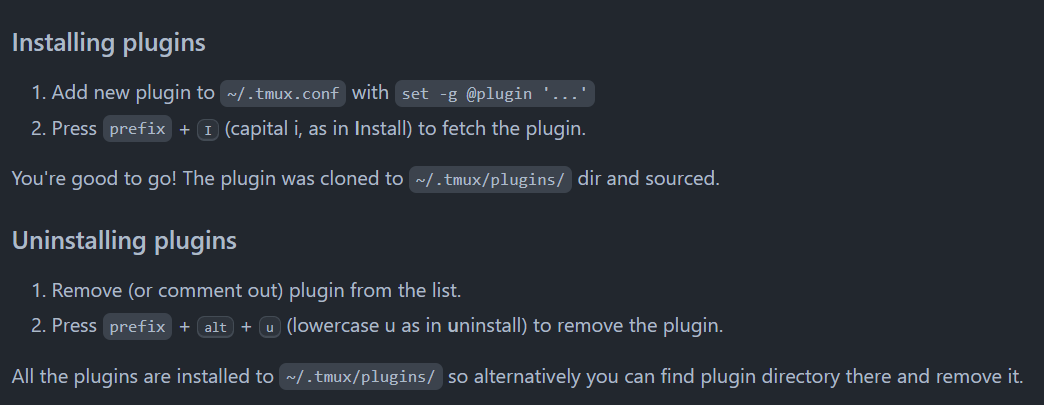 Installing plugins
1. Add new plugin to ~/.tmux.conf with set -g @plugin '...'
2. Press prefix + I (capital i, as in Install) to fetch the plugin.
You're good to go! The plugin was cloned to ~/.tmux/plugins/ dir and sourced.
Uninstalling plugins
1. Remove (or comment out) plugin from the list.
2. Press prefix + alt + u (lowercase u as in uninstall) to remove the plugin.
All the plugins are installed to ~/.tmux/plugins/ so alternatively you can find plugin directory there and remove it.